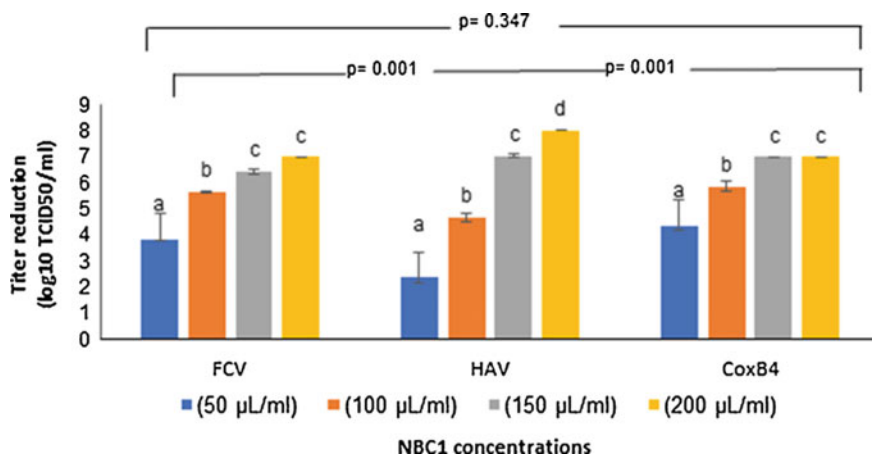 p= 0.347
p= 0.001 p= 0.001
Titer reduction
(log10 TCID50/ml)
9
8
7
6
5
4
3
2
1
0
a b c c
a b c d
a b c c
FCV HAV CoxB4
(50 µL/ml) (100 µL/ml) (150 µL/ml) (200 µL/ml)
NBC1 concentrations